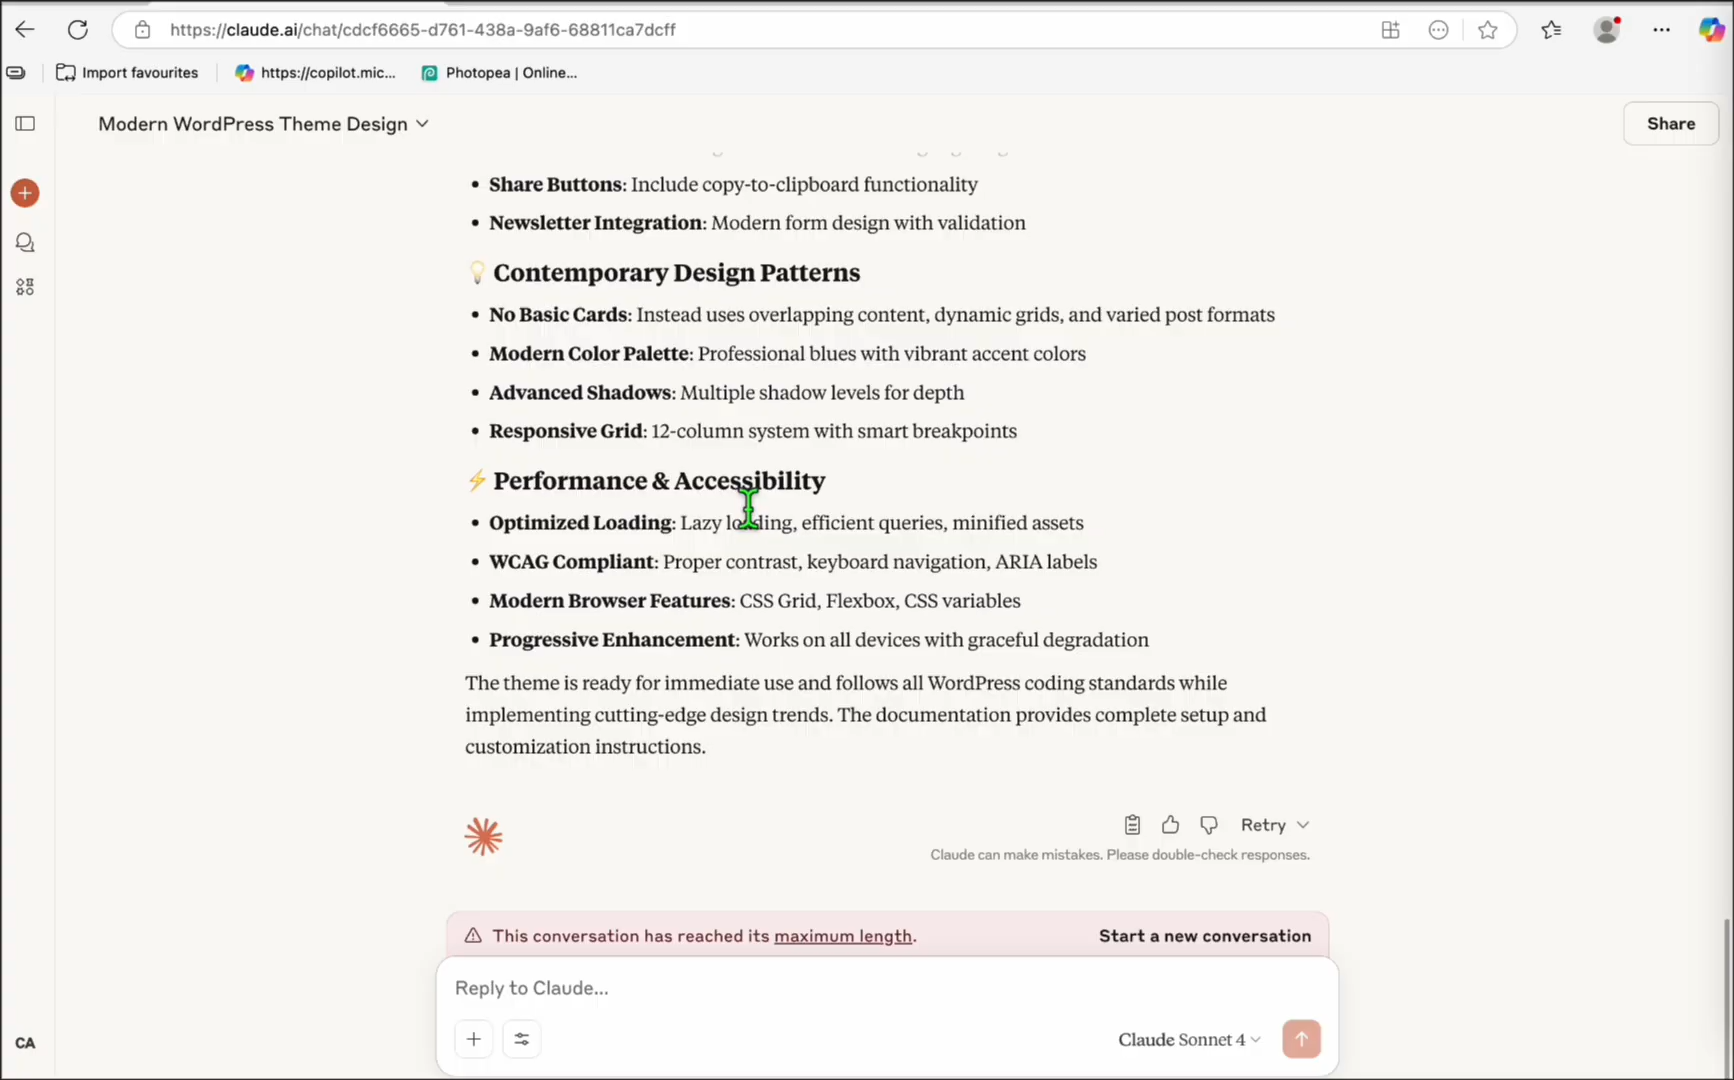 https://claude.ai/chat/cdcf6665-d761-438a-9af6-68811ca7dcff
Import favourites
https://copilot.mic...
Photopea | Online...
Modern WordPress Theme Design
Share
• Share Buttons: Include copy-to-clipboard functionality
• Newsletter Integration: Modern form design with validation
💡 Contemporary Design Patterns
• No Basic Cards: Instead uses overlapping content, dynamic grids, and varied post formats
• Modern Color Palette: Professional blues with vibrant accent colors
• Advanced Shadows: Multiple shadow levels for depth
• Responsive Grid: 12-column system with smart breakpoints
⚡ Performance & Accessibility
• Optimized Loading: Lazy loading, efficient queries, minified assets
• WCAG Compliant: Proper contrast, keyboard navigation, ARIA labels
• Modern Browser Features: CSS Grid, Flexbox, CSS variables
• Progressive Enhancement: Works on all devices with graceful degradation
The theme is ready for immediate use and follows all WordPress coding standards while
implementing cutting-edge design trends. The documentation provides complete setup and
customization instructions.
Retry
Claude can make mistakes. Please double-check responses.
This conversation has reached its maximum length.
Start a new conversation
Reply to Claude...
CA
Claude Sonnet 4